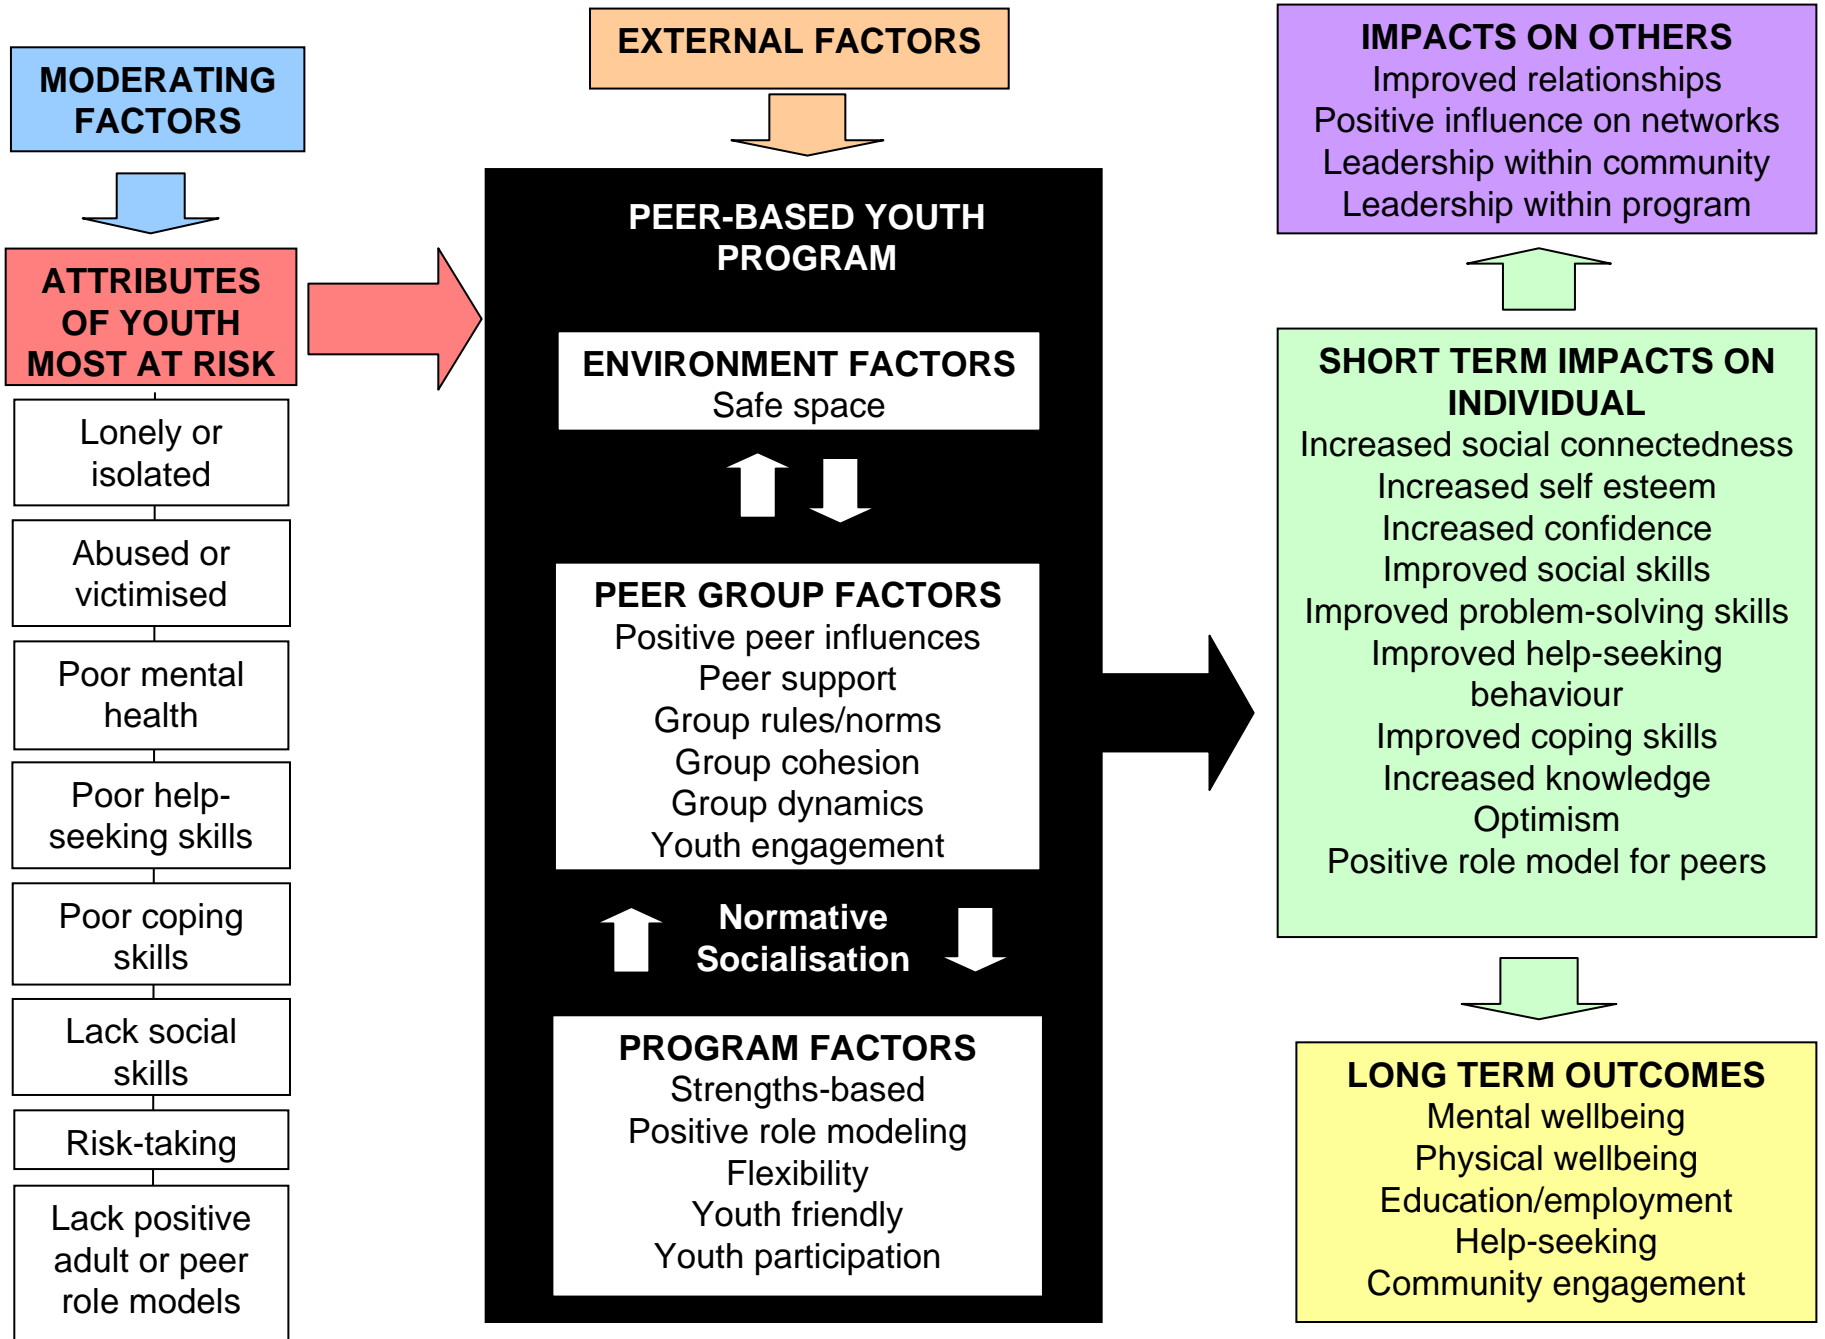 MODERATING
FACTORS
ATTRIBUTES
OF YOUTH
MOST AT RISK
Lonely or
isolated
Abused or
victimised
Poor mental
health
Poor help-
seeking skills
Poor coping
skills
Lack social
skills
Risk-taking
Lack positive
adult or peer
role models
EXTERNAL FACTORS
PEER-BASED YOUTH
PROGRAM
ENVIRONMENT FACTORS
Safe space
PEER GROUP FACTORS
Positive peer influences
Peer support
Group rules/norms
Group cohesion
Group dynamics
Youth engagement
Normative
Socialisation
PROGRAM FACTORS
Strengths-based
Positive role modeling
Flexibility
Youth friendly
Youth participation
IMPACTS ON OTHERS
Improved relationships
Positive influence on networks
Leadership within community
Leadership within program
SHORT TERM IMPACTS ON
INDIVIDUAL
Increased social connectedness
Increased self esteem
Increased confidence
Improved social skills
Improved problem-solving skills
Improved help-seeking
behaviour
Improved coping skills
Increased knowledge
Optimism
Positive role model for peers
LONG TERM OUTCOMES
Mental wellbeing
Physical wellbeing
Education/employment
Help-seeking
Community engagement